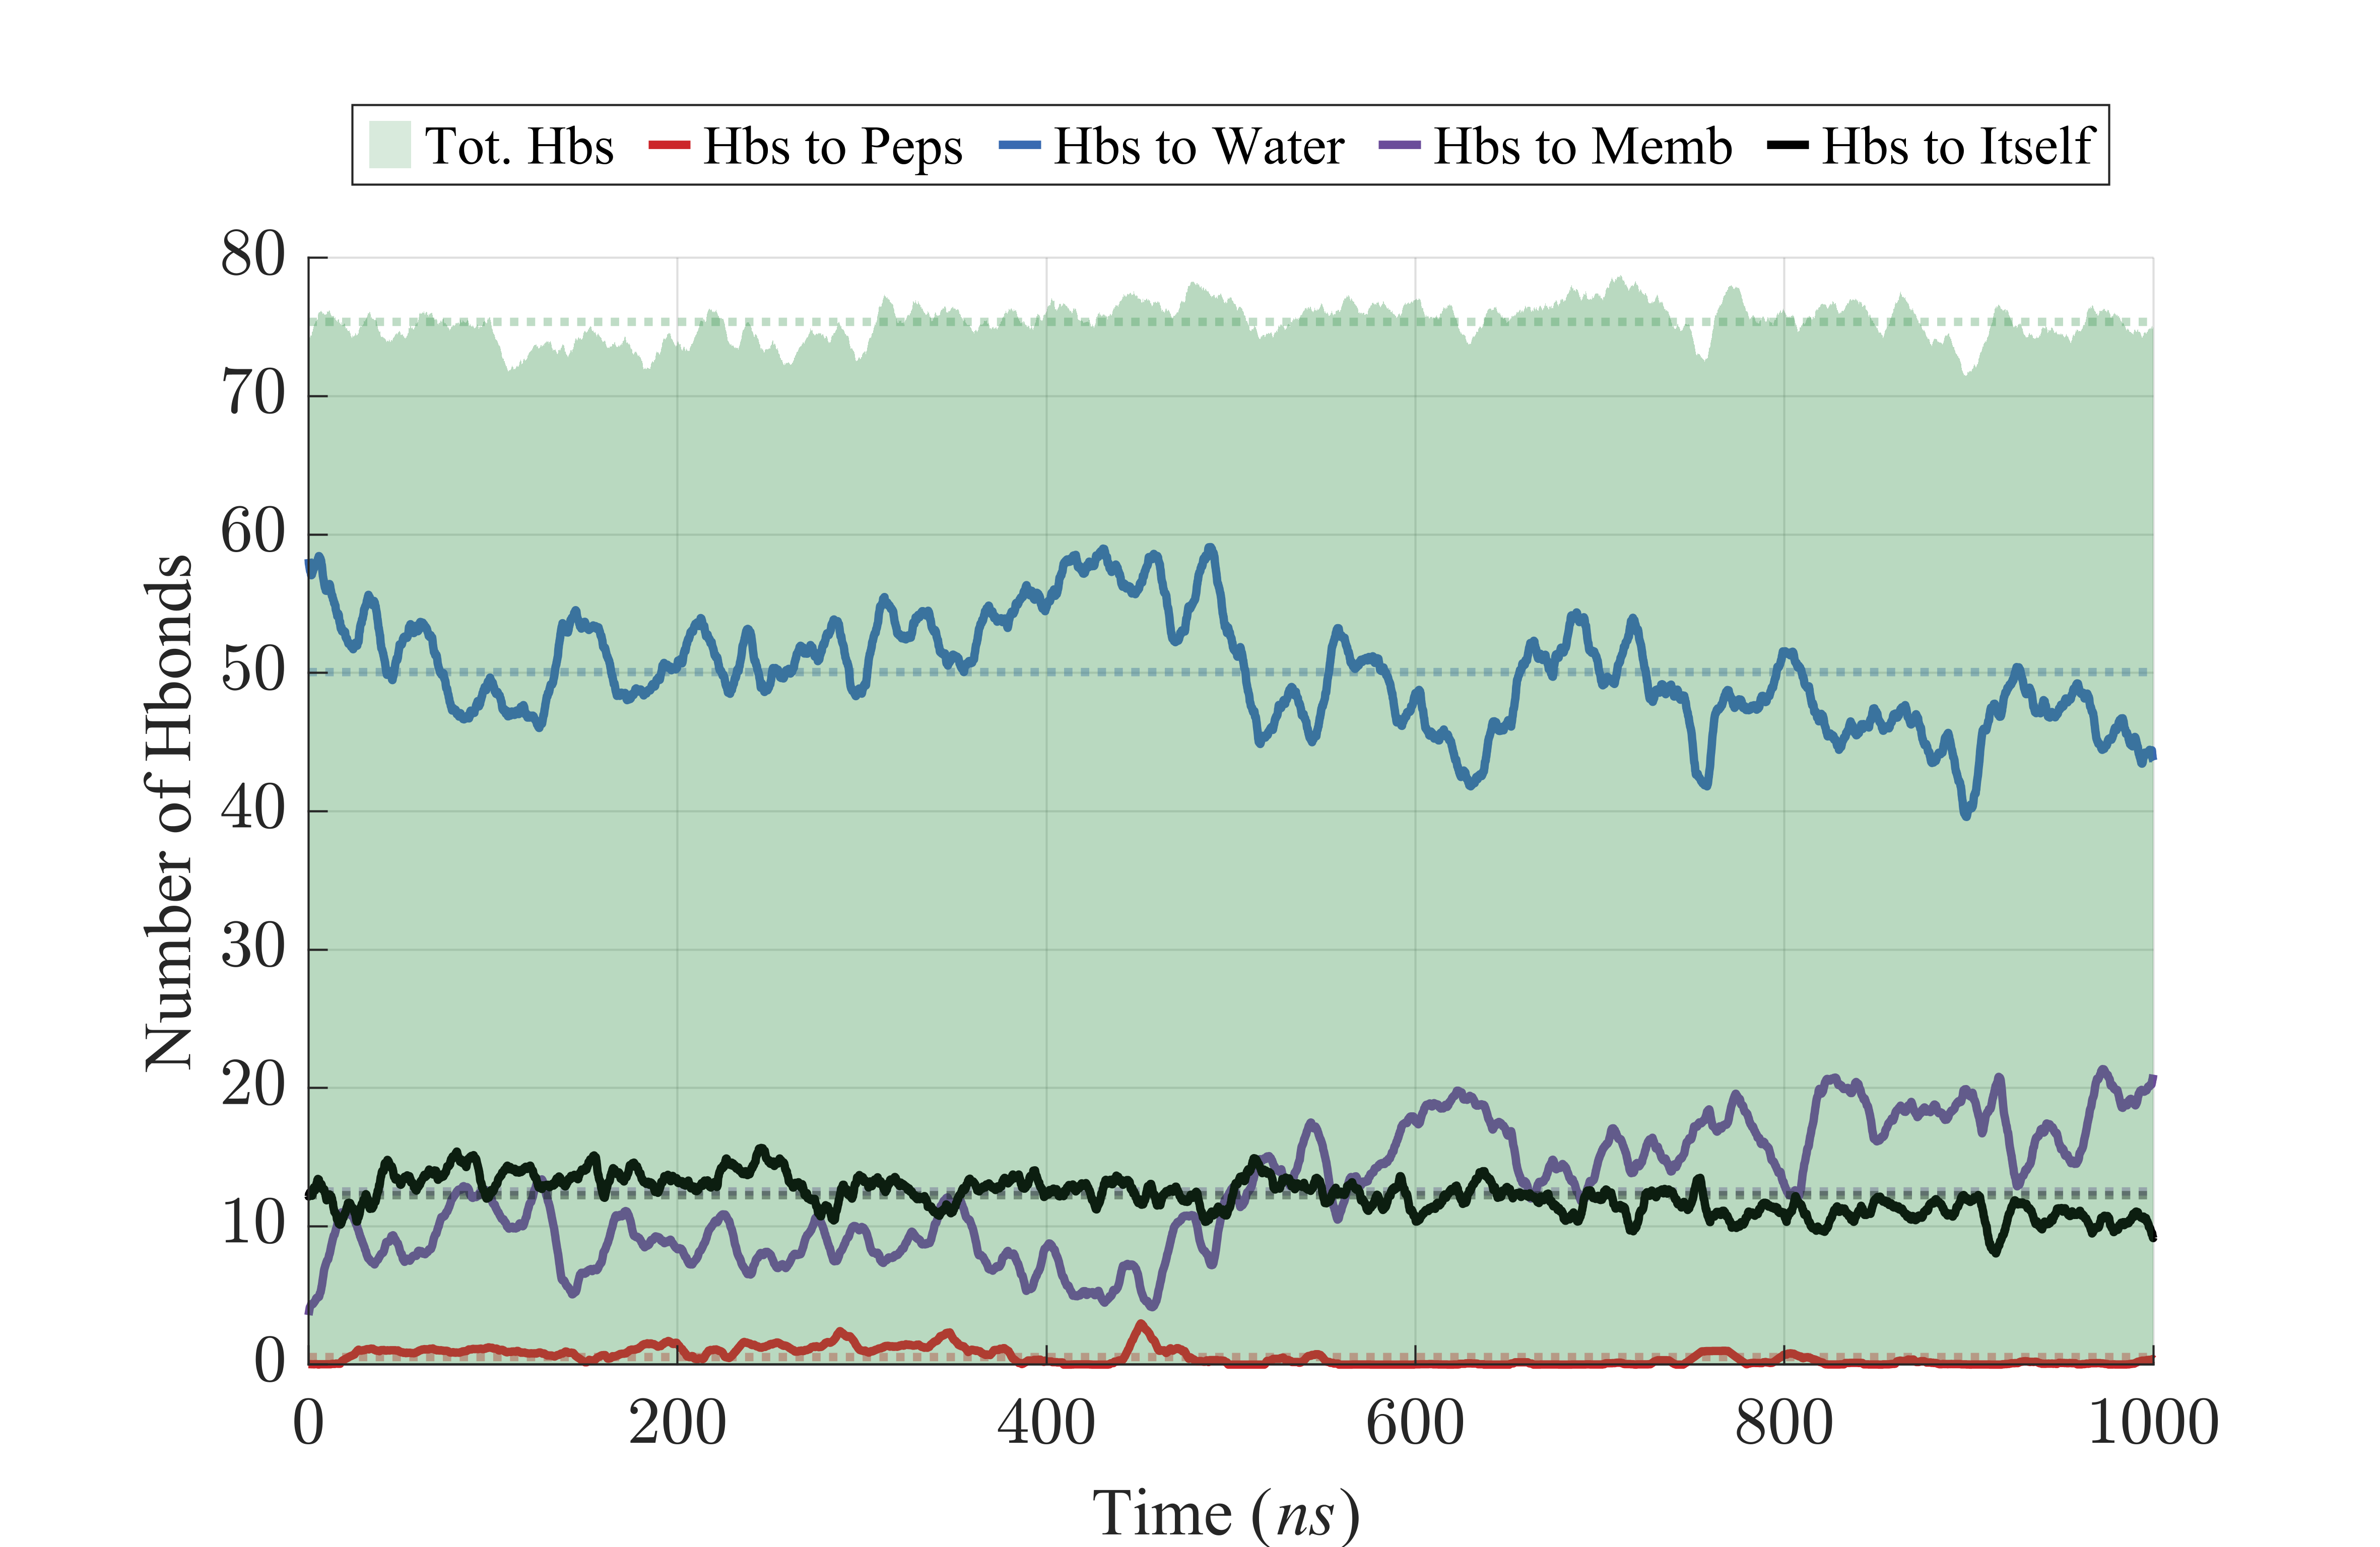 Tot. Hbs Hbs to Peps Hbs to Water Hbs to Memb Hbs to Itself
80
70
60
50
40
30
20
10
0
Number of Hbonds
0 200 400 600 800 1000
Time (ns)